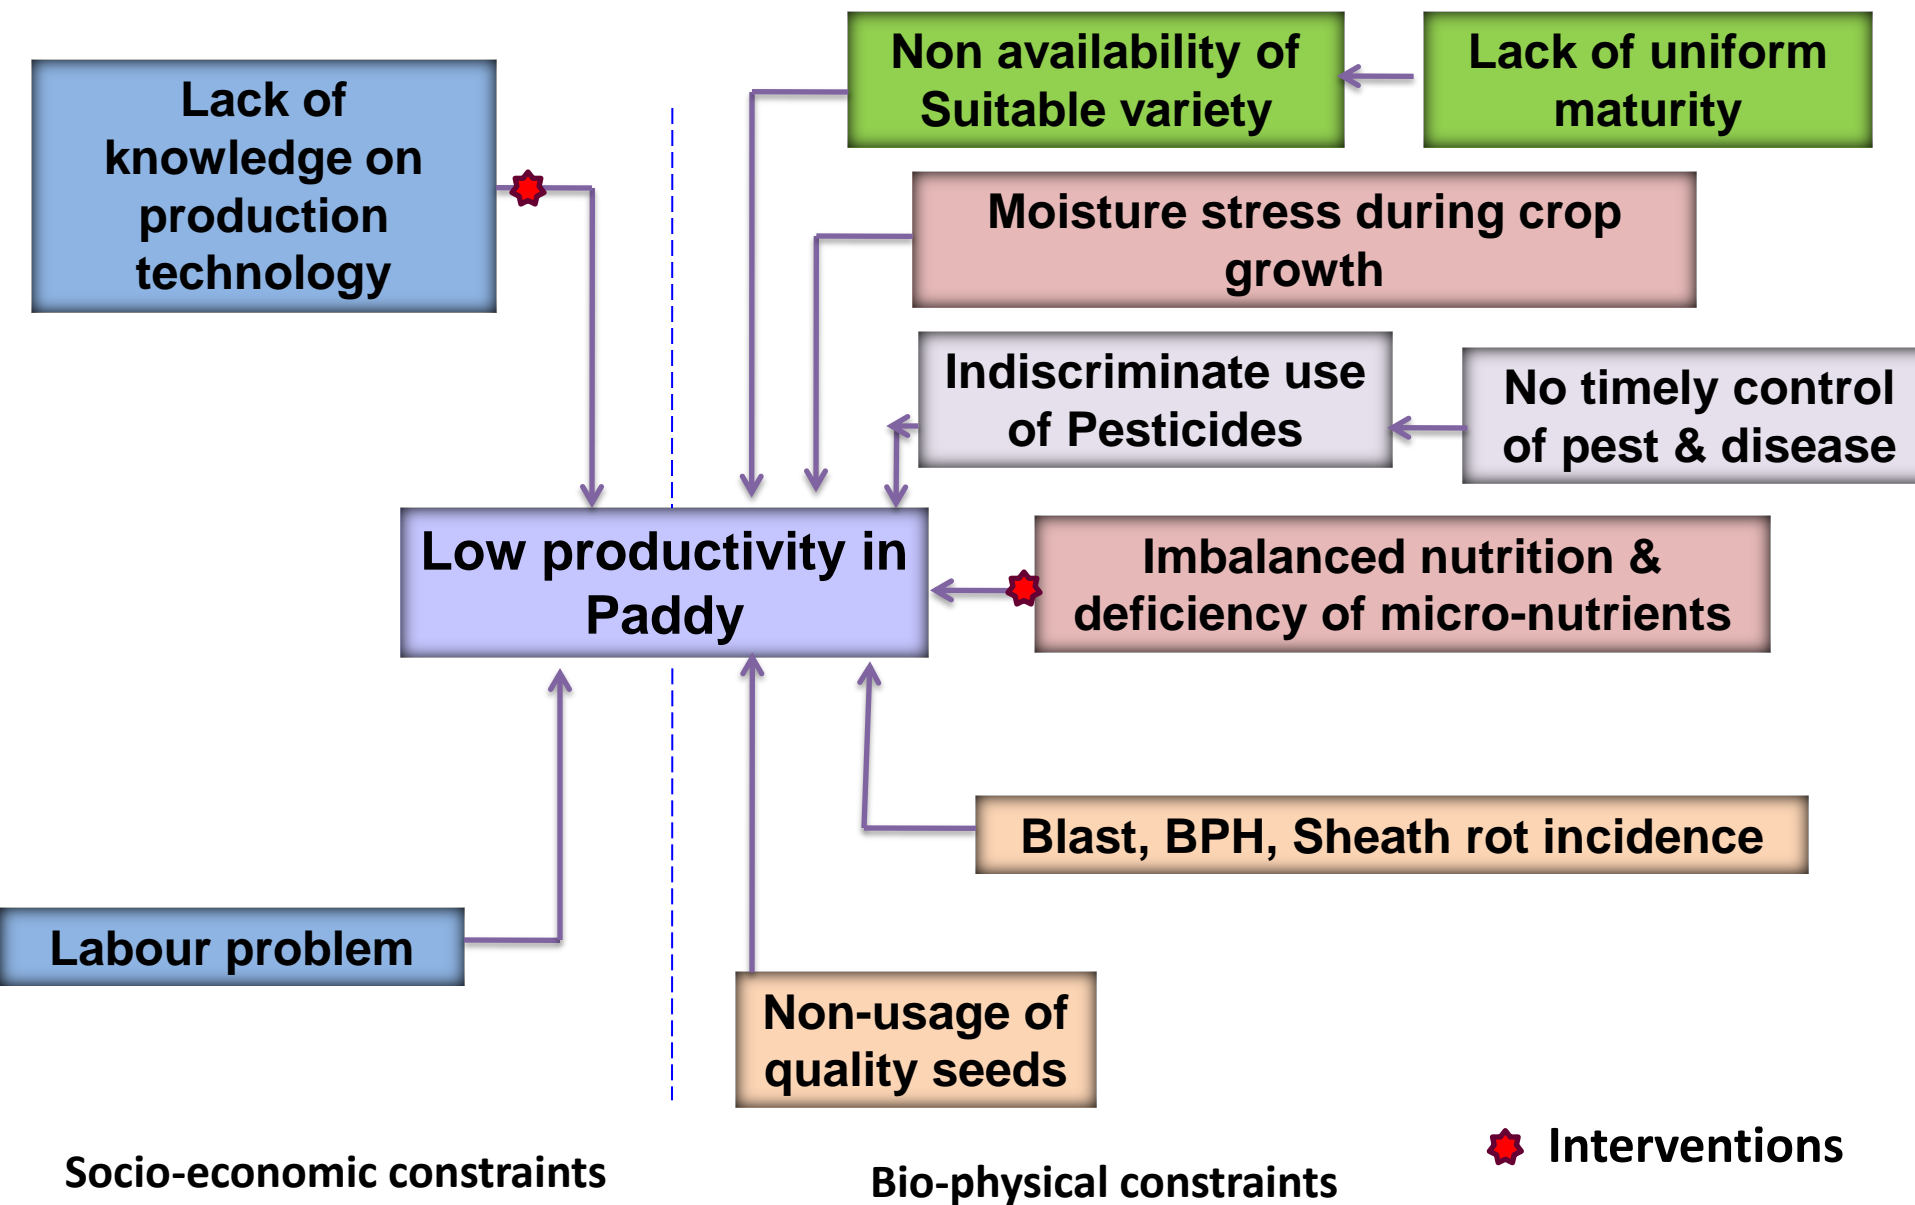 Lack of
knowledge on
production
technology
Non availability of
Suitable variety
Lack of uniform
maturity
Moisture stress during crop
growth
Indiscriminate use
of Pesticides
No timely control
of pest & disease
Low productivity in
Paddy
Imbalanced nutrition &
deficiency of micro-nutrients
Blast, BPH, Sheath rot incidence
Labour problem
Non-usage of
quality seeds
Socio-economic constraints
Bio-physical constraints
Interventions